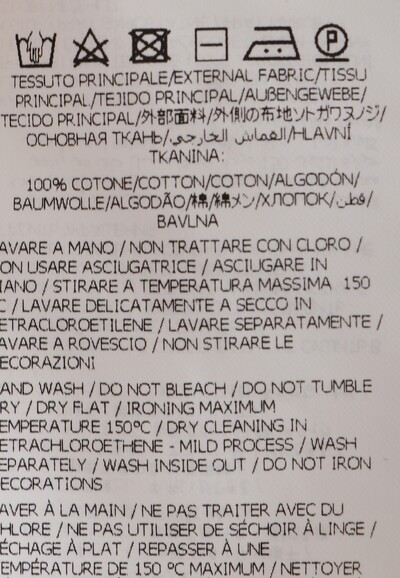 TESSUTO PRINCIPALE/EXTERNAL FABRIC/TISSU
PRINCIPAL/TEJIDO PRINCIPAL/AUßENGEWEBE/
TECIDO PRINCIPAL/外部面料/外側の布地ソトガワヌノジ/
ОСНОВНАЯ ТКАНЬ/القماش الخارجي/HLAVNÍ
TKANINA:
100% COTONE/COTTON/COTON/ALGODÓN/
BAUMWOLLE/ALGODÃO/棉/綿メン/ХЛОПОК/قطن/
BAVLNA
AVARE A MANO / NON TRATTARE CON CLORO /
ON USARE ASCIUGATRICE / ASCIUGARE IN
IANO / STIRARE A TEMPERATURA MASSIMA 150
C / LAVARE DELICATAMENTE A SECCO IN
ETRACLOROETILENE / LAVARE SEPARATAMENTE /
AVARE A ROVESCIO / NON STIRARE LE
ECORAZIONI
AND WASH / DO NOT BLEACH / DO NOT TUMBLE
RY / DRY FLAT / IRONING MAXIMUM
EMPERATURE 150ºC / DRY CLEANING IN
ETRACHLOROETHENE - MILD PROCESS / WASH
EPARATELY / WASH INSIDE OUT / DO NOT IRON
ECORATIONS
AVER À LA MAIN / NE PAS TRAITER AVEC DU
HLORE / NE PAS UTILISER DE SÉCHOIR À LINGE /
ÉCHAGE À PLAT / REPASSER À UNE
EMPÉRATURE DE 150 ºC MAXIMUM / NETTOYER